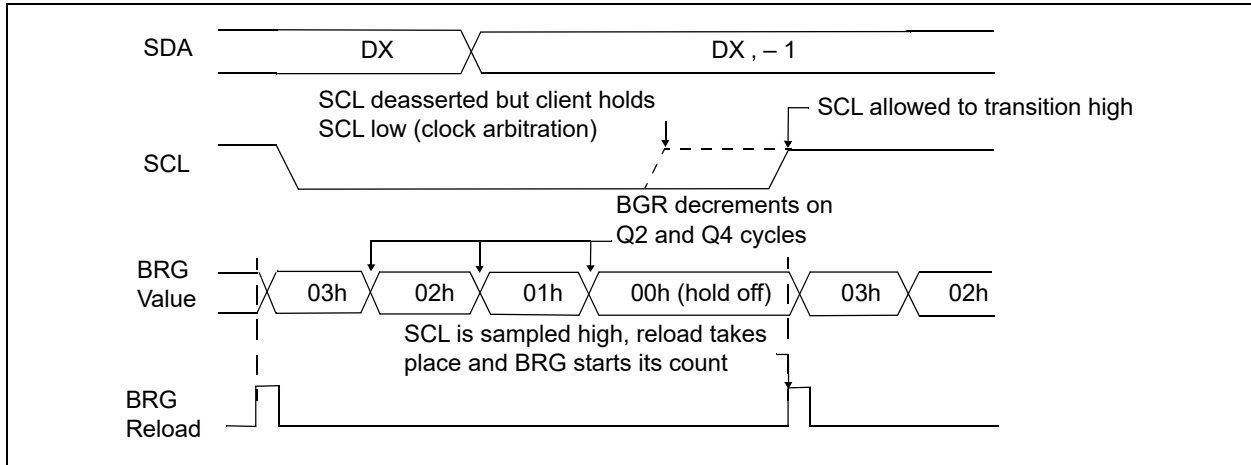 SDA
DX
DX , – 1
SCL deasserted but client holds
SCL low (clock arbitration)
SCL allowed to transition high
SCL
BGR decrements on
Q2 and Q4 cycles
BRG
Value
03h
02h
01h
00h (hold off)
03h
02h
SCL is sampled high, reload takes
place and BRG starts its count
BRG
Reload